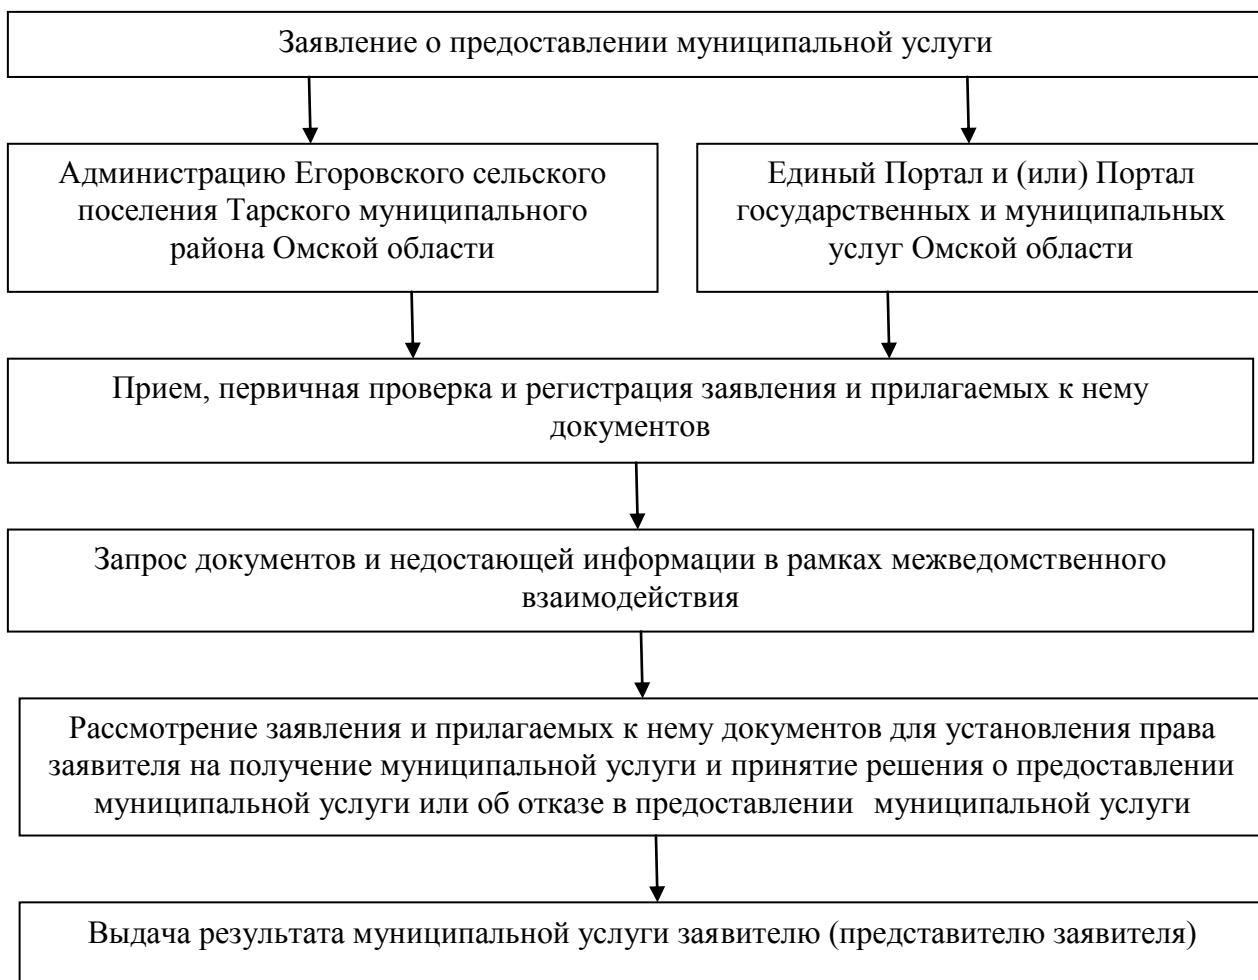 Заявление о предоставлении муниципальной услуги
Администрацию Егоровского сельского
поселения Тарского муниципального
района Омской области
Единый Портал и (или) Портал
государственных и муниципальных
услуг Омской области
Прием, первичная проверка и регистрация заявления и прилагаемых к нему
документов
Запрос документов и недостающей информации в рамках межведомственного
взаимодействия
Рассмотрение заявления и прилагаемых к нему документов для установления права
заявителя на получение муниципальной услуги и принятие решения о предоставлении
муниципальной услуги или об отказе в предоставлении муниципальной услуги
Выдача результата муниципальной услуги заявителю (представителю заявителя)